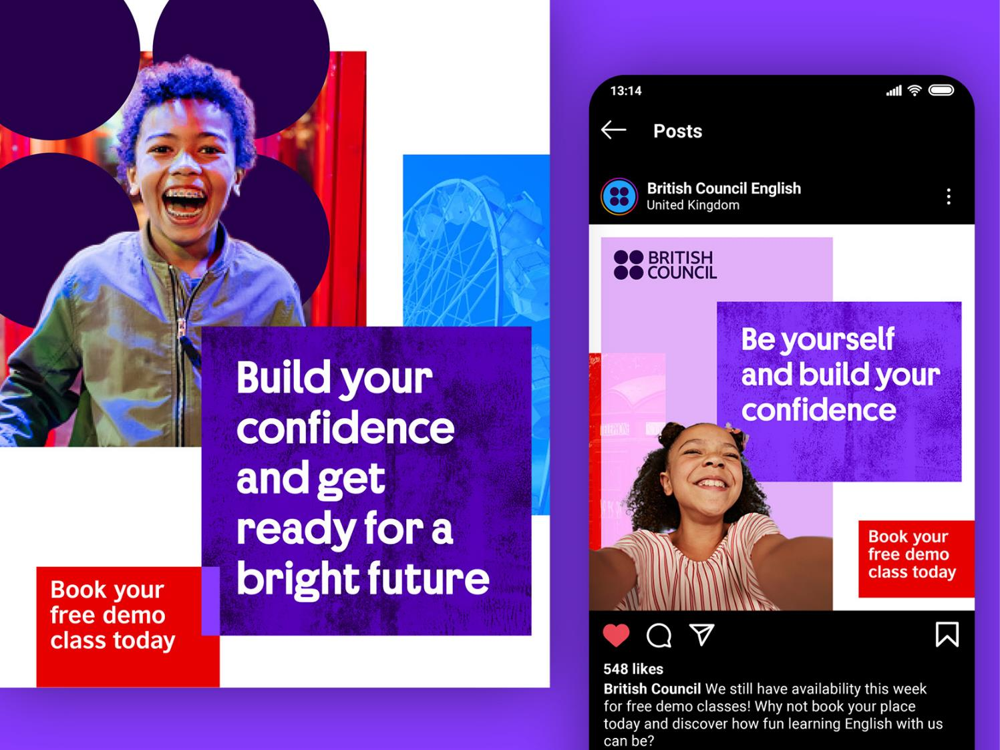 Build your
confidence
and get
ready for a
bright future
Book your
free demo
class today
13:14
Posts
British Council English
United Kingdom
BRITISH
COUNCIL
Be yourself
and build your
confidence
TELEPHONE
Book your
free demo
class today
548 likes
British Council We still have availability this week
for free demo classes! Why not book your place
today and discover how fun learning English with us
can be?